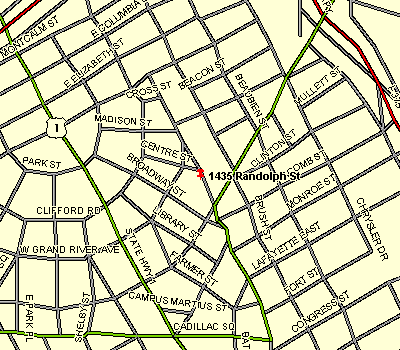 MONTCALM ST
E COLUMBIA
E ELIZABETH ST
CROSS ST
BEACON ST
BEAUBIEN ST
MULLETT ST
MADISON ST
1
CENTRE ST
CLINTON ST
PARK ST
BROADWAY ST
1435 Randolph St
COMB ST
MONROE ST
CLIFFORD RD
LIBRARY ST
BRUSH ST
CHRYSLER DR
W GRAND RIVER AVE
STATE HWY
LAFAYETTE EAST
FARMER ST
FORT ST
E PARK PL
SHELBY ST
CAMPUS MARTIUS ST
CONGRESS ST
CADILLAC SQ
BAT